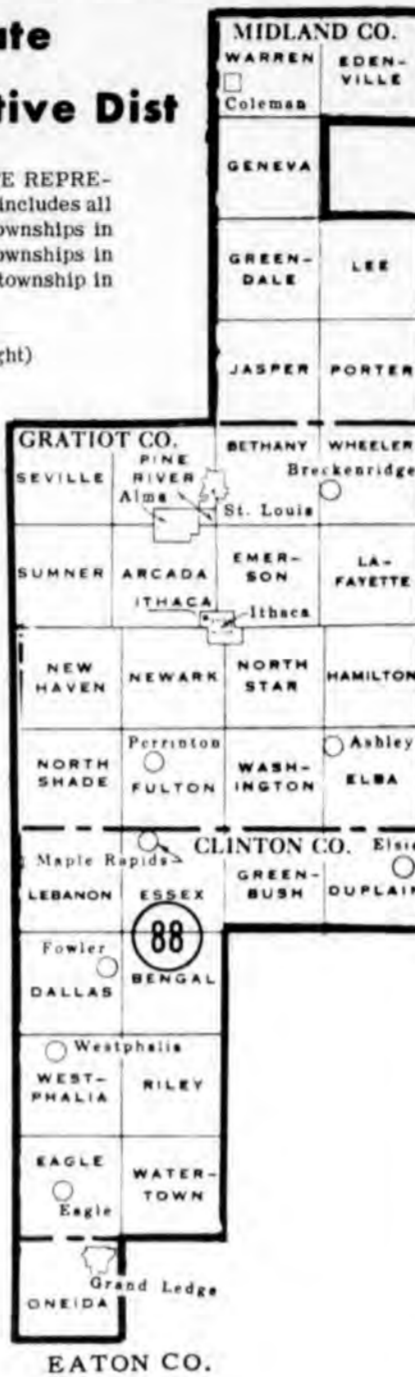 ate
tive Dist
E REPRE-
includes all
ownships in
ownships in
township in
ght)
MIDLAND CO.
WARREN
EDEN-
VILLE
Coleman
GENEVA
GREEN-
DALE
LEE
JASPER
PORTER
GRATIOT CO.
BETHANY
WHEELER
SEVILLE
PINE
RIVER
Alma
St. Louis
Breckenridge
SUMNER
ARCADA
EMER-
SON
LA-
FAYETTE
ITHACA
Ithaca
NEW
HAVEN
NEWARK
NORTH
STAR
HAMILTON
NORTH
SHADE
Perrinton
FULTON
WASH-
INGTON
Ashley
ELBA
CLINTON CO.
Elsie
Maple Rapids
LEBANON
ESSEX
GREEN-
BUSH
DUPLAIN
88
Fowler
DALLAS
BENGAL
Westphalia
WEST-
PHALIA
RILEY
EAGLE
Eagle
WATER-
TOWN
Grand Ledge
ONEIDA
EATON CO.